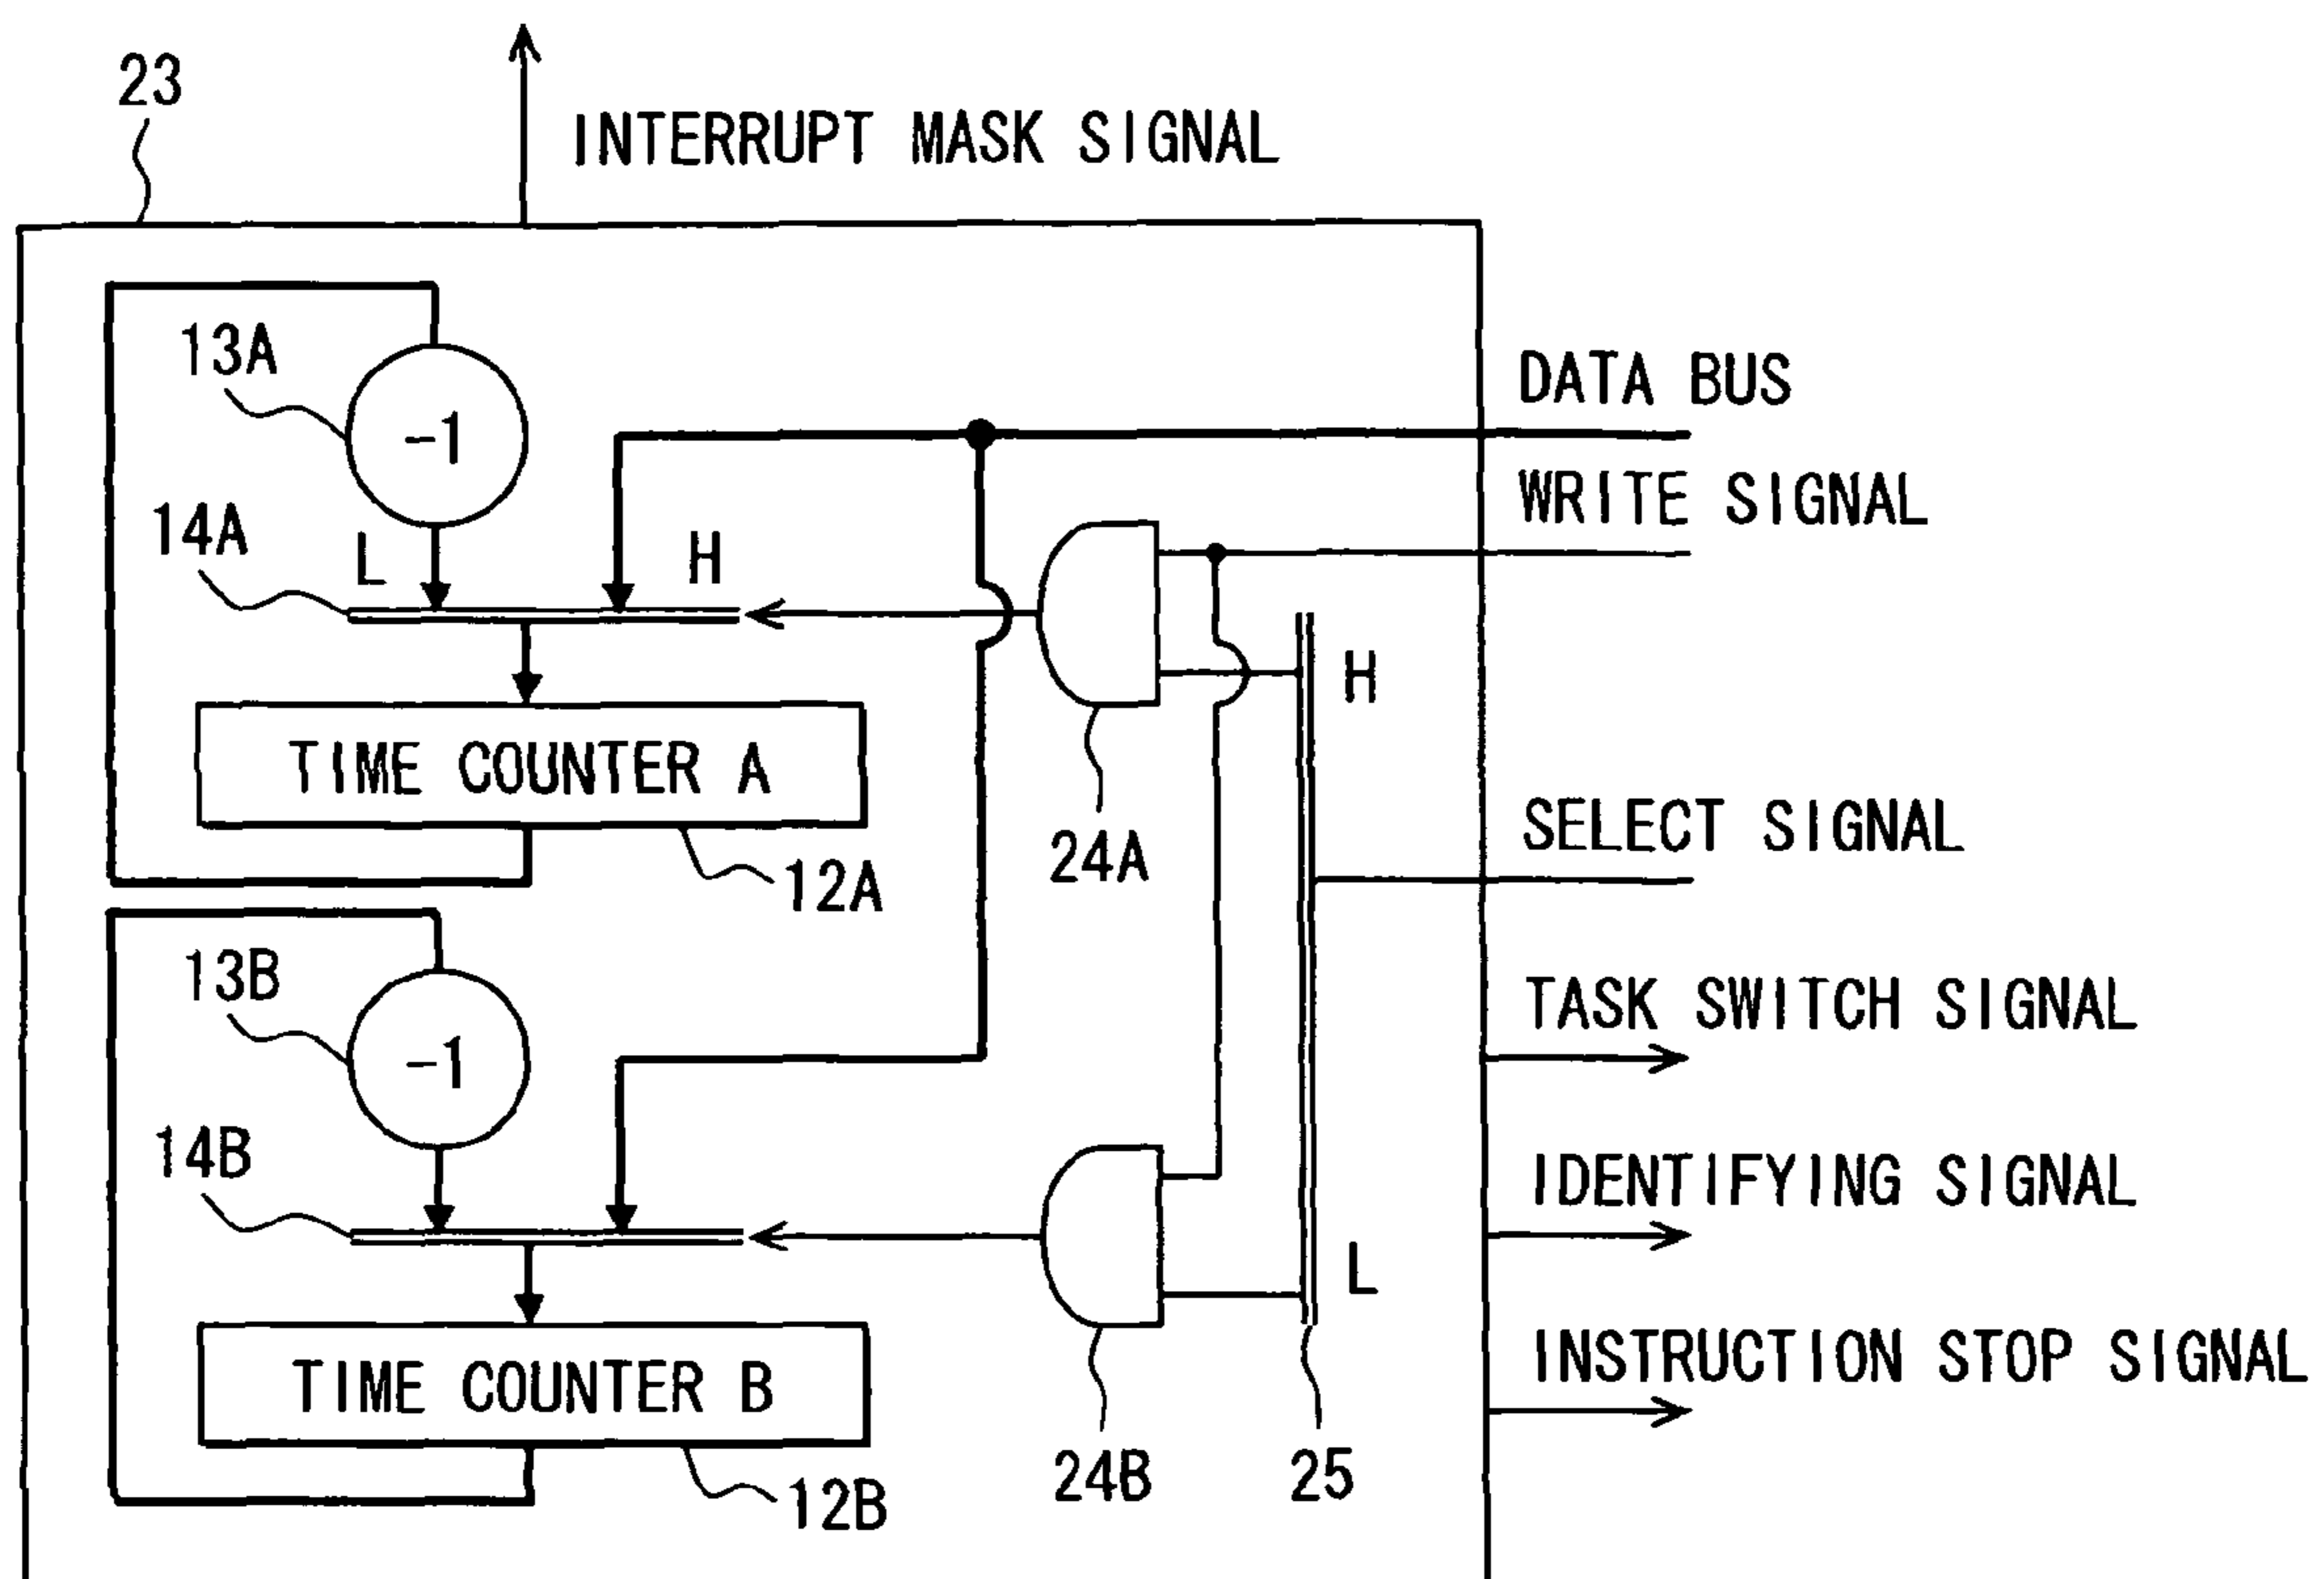 23
INTERRUPT MASK SIGNAL
13A
-1
DATA BUS
WRITE SIGNAL
14A
L
H
H
TIME COUNTER A
24A
SELECT SIGNAL
12A
13B
-1
TASK SWITCH SIGNAL
14B
IDENTIFYING SIGNAL
L
TIME COUNTER B
INSTRUCTION STOP SIGNAL
24B
25
12B